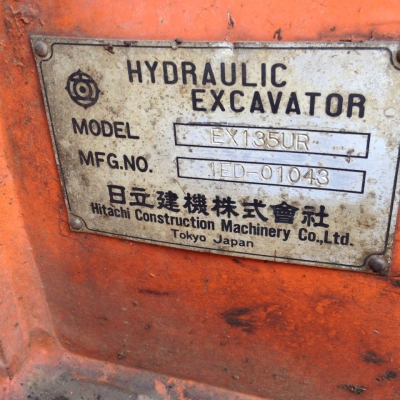 HYDRAULIC
EXCAVATOR
MODEL EX135UR
MFG.NO. 1ED-01043
日立建機株式會社
Hitachi Construction Machinery Co.,Ltd.
Tokyo Japan